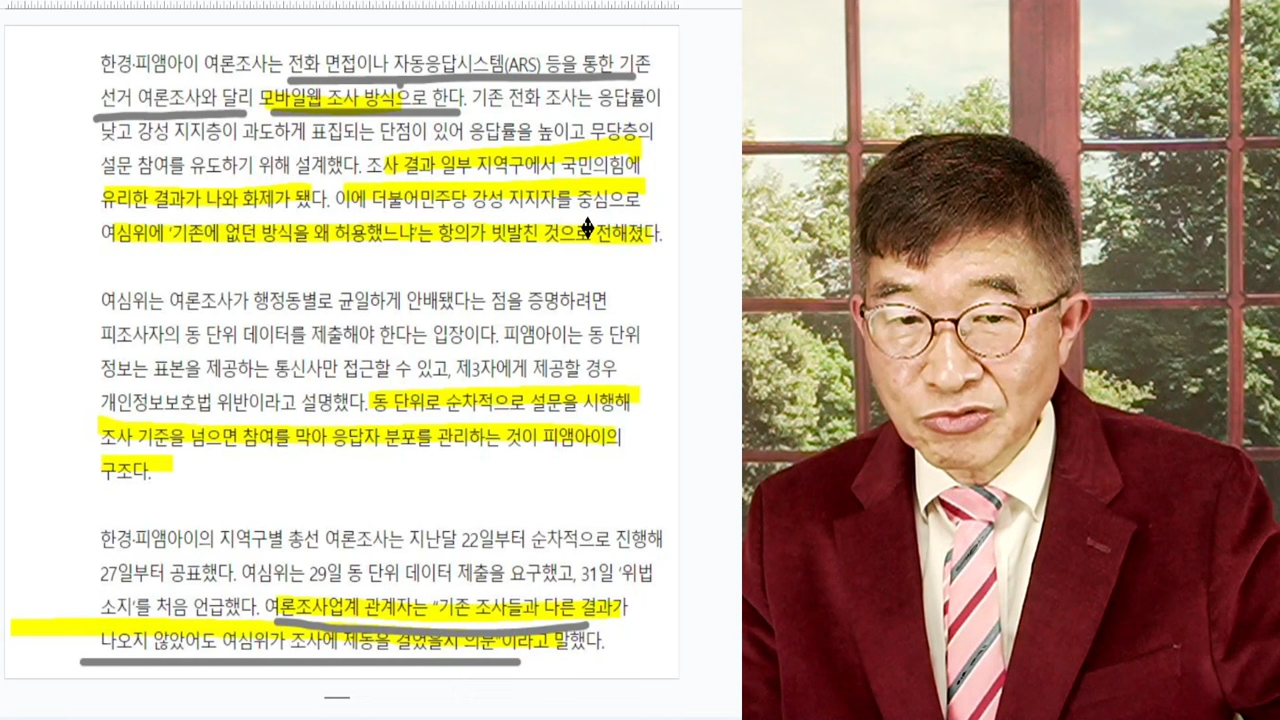 한경·피앰아이 여론조사는 전화 면접이나 자동응답시스템(ARS) 등을 통한 기존
선거 여론조사와 달리 모바일웹 조사 방식으로 한다. 기존 전화 조사는 응답률이
낮고 강성 지지층이 과도하게 표집되는 단점이 있어 응답률을 높이고 무당층의
설문 참여를 유도하기 위해 설계했다. 조사 결과 일부 지역구에서 국민의힘에
유리한 결과가 나와 화제가 됐다. 이에 더불어민주당 강성 지지자를 중심으로
여심위에 '기존에 없던 방식을 왜 허용했느냐'는 항의가 빗발친 것으로 전해졌다.
여심위는 여론조사가 행정동별로 균일하게 안배됐다는 점을 증명하려면
피조사자의 동 단위 데이터를 제출해야 한다는 입장이다. 피앰아이는 동 단위
정보는 표본을 제공하는 통신사만 접근할 수 있고, 제3자에게 제공할 경우
개인정보보호법 위반이라고 설명했다. 동 단위로 순차적으로 설문을 시행해
조사 기준을 넘으면 참여를 막아 응답자 분포를 관리하는 것이 피앰아이의
구조다.
한경·피앰아이의 지역구별 총선 여론조사는 지난달 22일부터 순차적으로 진행해
27일부터 공표했다. 여심위는 29일 동 단위 데이터 제출을 요구했고, 31일 '위법
소지'를 처음 언급했다. 여론조사업계 관계자는 "기존 조사들과 다른 결과가
나오지 않았어도 여심위가 조사에 제동을 걸었을지 의문"이라고 말했다.